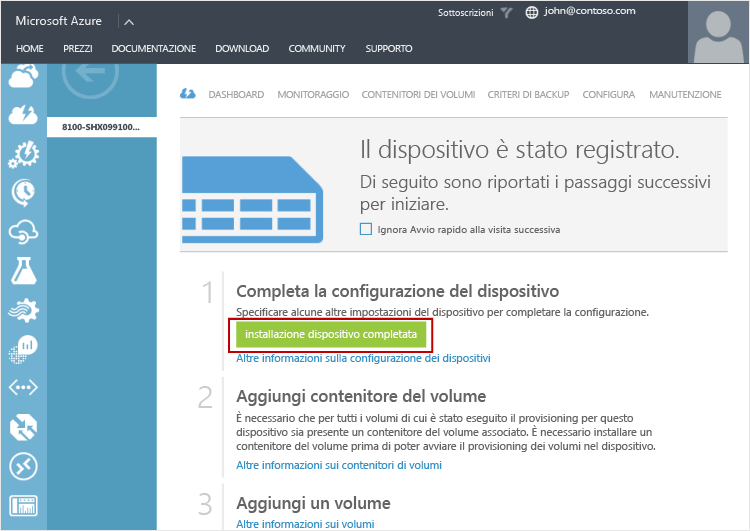 Microsoft Azure
Sottoscrizioni
john@contoso.com
HOME PREZZI DOCUMENTAZIONE DOWNLOAD COMMUNITY SUPPORTO
8100-SHX099100...
DASHBOARD MONITORAGGIO CONTENITORI DEI VOLUMI CRITERI DI BACKUP CONFIGURA MANUTENZIONE
Il dispositivo è stato registrato.
Di seguito sono riportati i passaggi successivi
per iniziare.
Ignora Avvio rapido alla visita successiva
1
Completa la configurazione del dispositivo
Specificare alcune altre impostazioni del dispositivo per completare la configurazione.
installazione dispositivo completata
Altre informazioni sulla configurazione dei dispositivi
2
Aggiungi contenitore del volume
È necessario che per tutti i volumi di cui è stato eseguito il provisioning per questo
dispositivo sia presente un contenitore del volume associato. È necessario installare un
contenitore del volume prima di poter avviare il provisioning dei volumi nel dispositivo.
Altre informazioni sui contenitori di volumi
3
Aggiungi un volume
Altre informazioni sui volumi